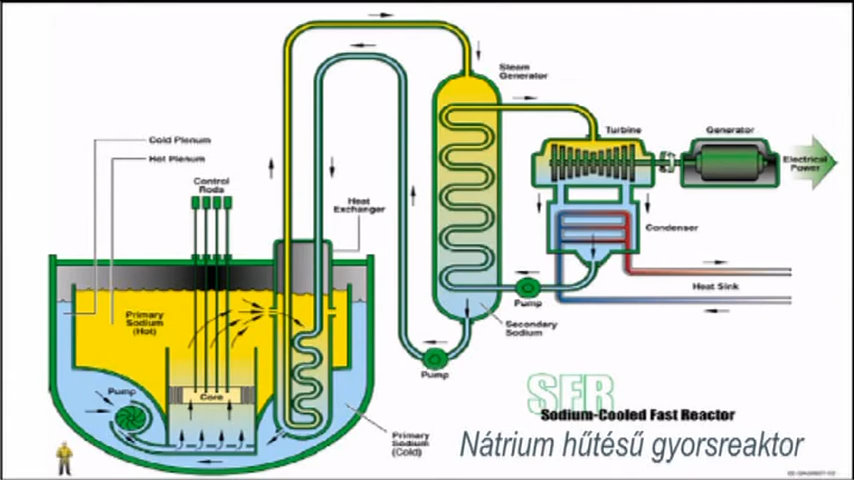 Steam
Generator
Cold Plenum
Hot Plenum
Control
Rods
Heat
Exchanger
Turbine
Generator
Electrical
Power
Condenser
Heat Sink
Pump
Secondary
Sodium
Primary
Sodium
(Hot)
Pump
Core
Pump
Primary
Sodium
(Cold)
SFR
Sodium-Cooled Fast Reactor
Nátrium hűtésű gyorsreaktor